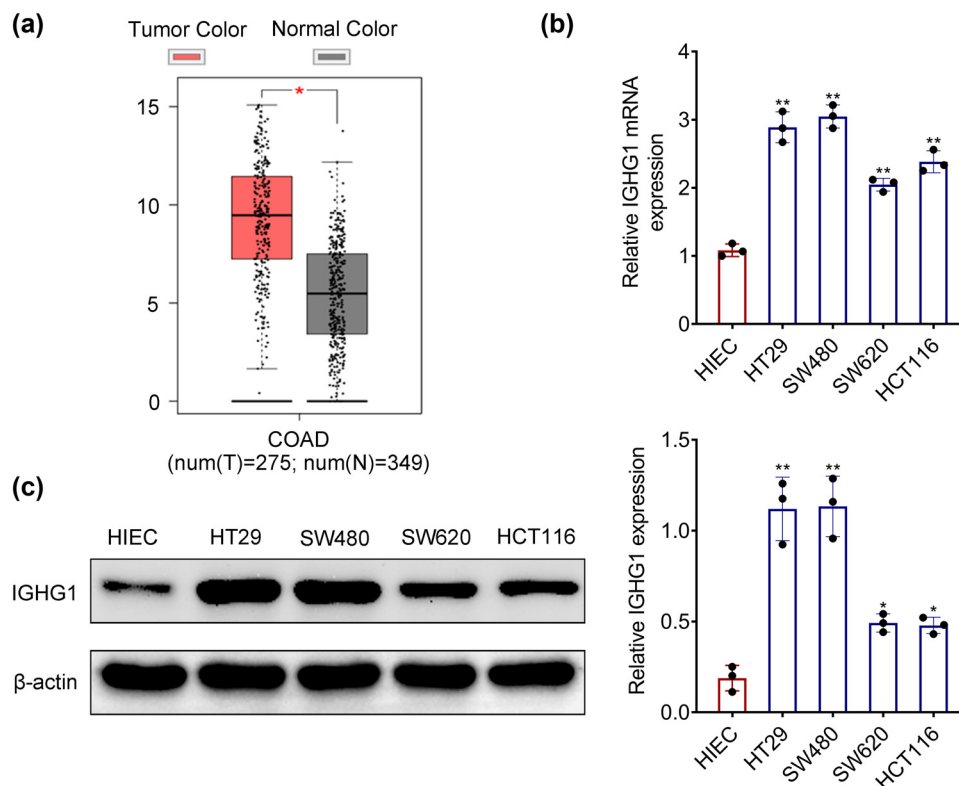 (a)
Tumor Color
Normal Color
*
15
10
5
0
COAD
(num(T)=275; num(N)=349)
(b)
Relative IGHG1 mRNA
expression
4
3
2
1
0
**
**
**
**
HIEC
HT29
SW480
SW620
HCT116
(c)
HIEC
HT29
SW480
SW620
HCT116
IGHG1
β-actin
Relative IGHG1 expression
1.5
1.0
0.5
0.0
**
**
*
*
HIEC
HT29
SW480
SW620
HCT116